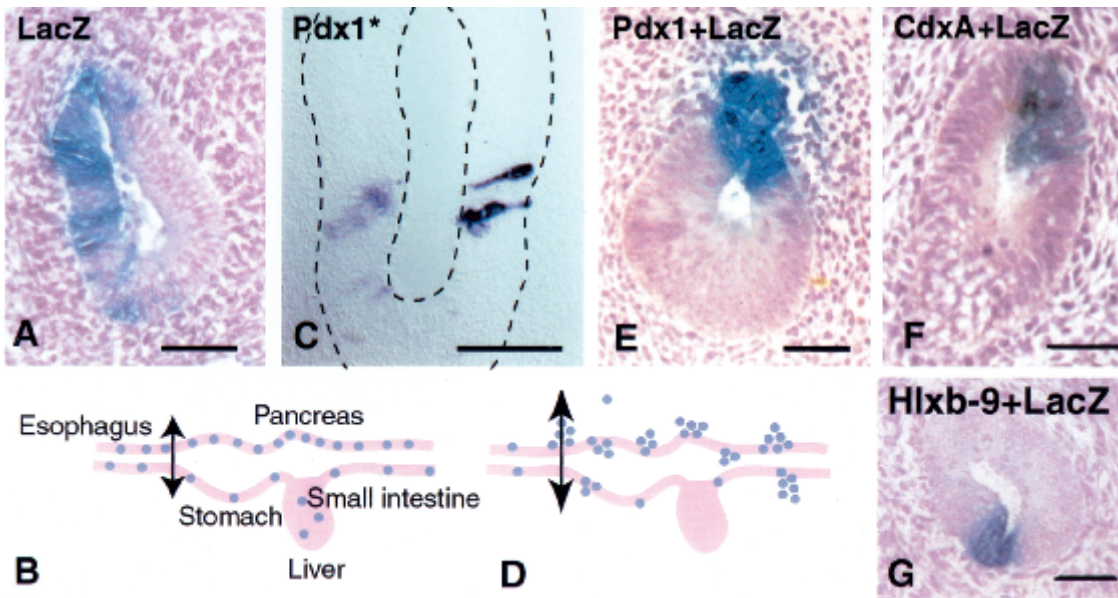 LacZ
Pdx1*
Pdx1+LacZ
CdxA+LacZ
A
C
E
F
Esophagus
Pancreas
Stomach
Small intestine
Liver
B
D
Hlxb-9+LacZ
G